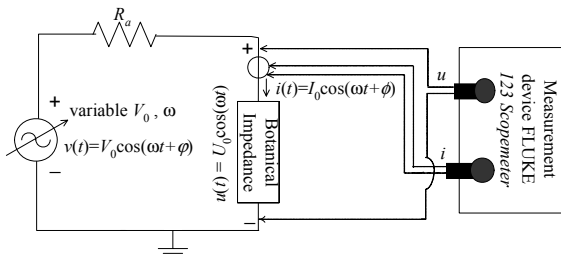 R_a
+
variable V_0 , ω
v(t)=V_0cos(ωt+φ)
−
+
i(t)=I_0cos(ωt+ϕ)
u(t) = U_0cos(ωt)
Botanical
Impedance
−
u
i
Measurement
device FLUKE
123 Scopemeter